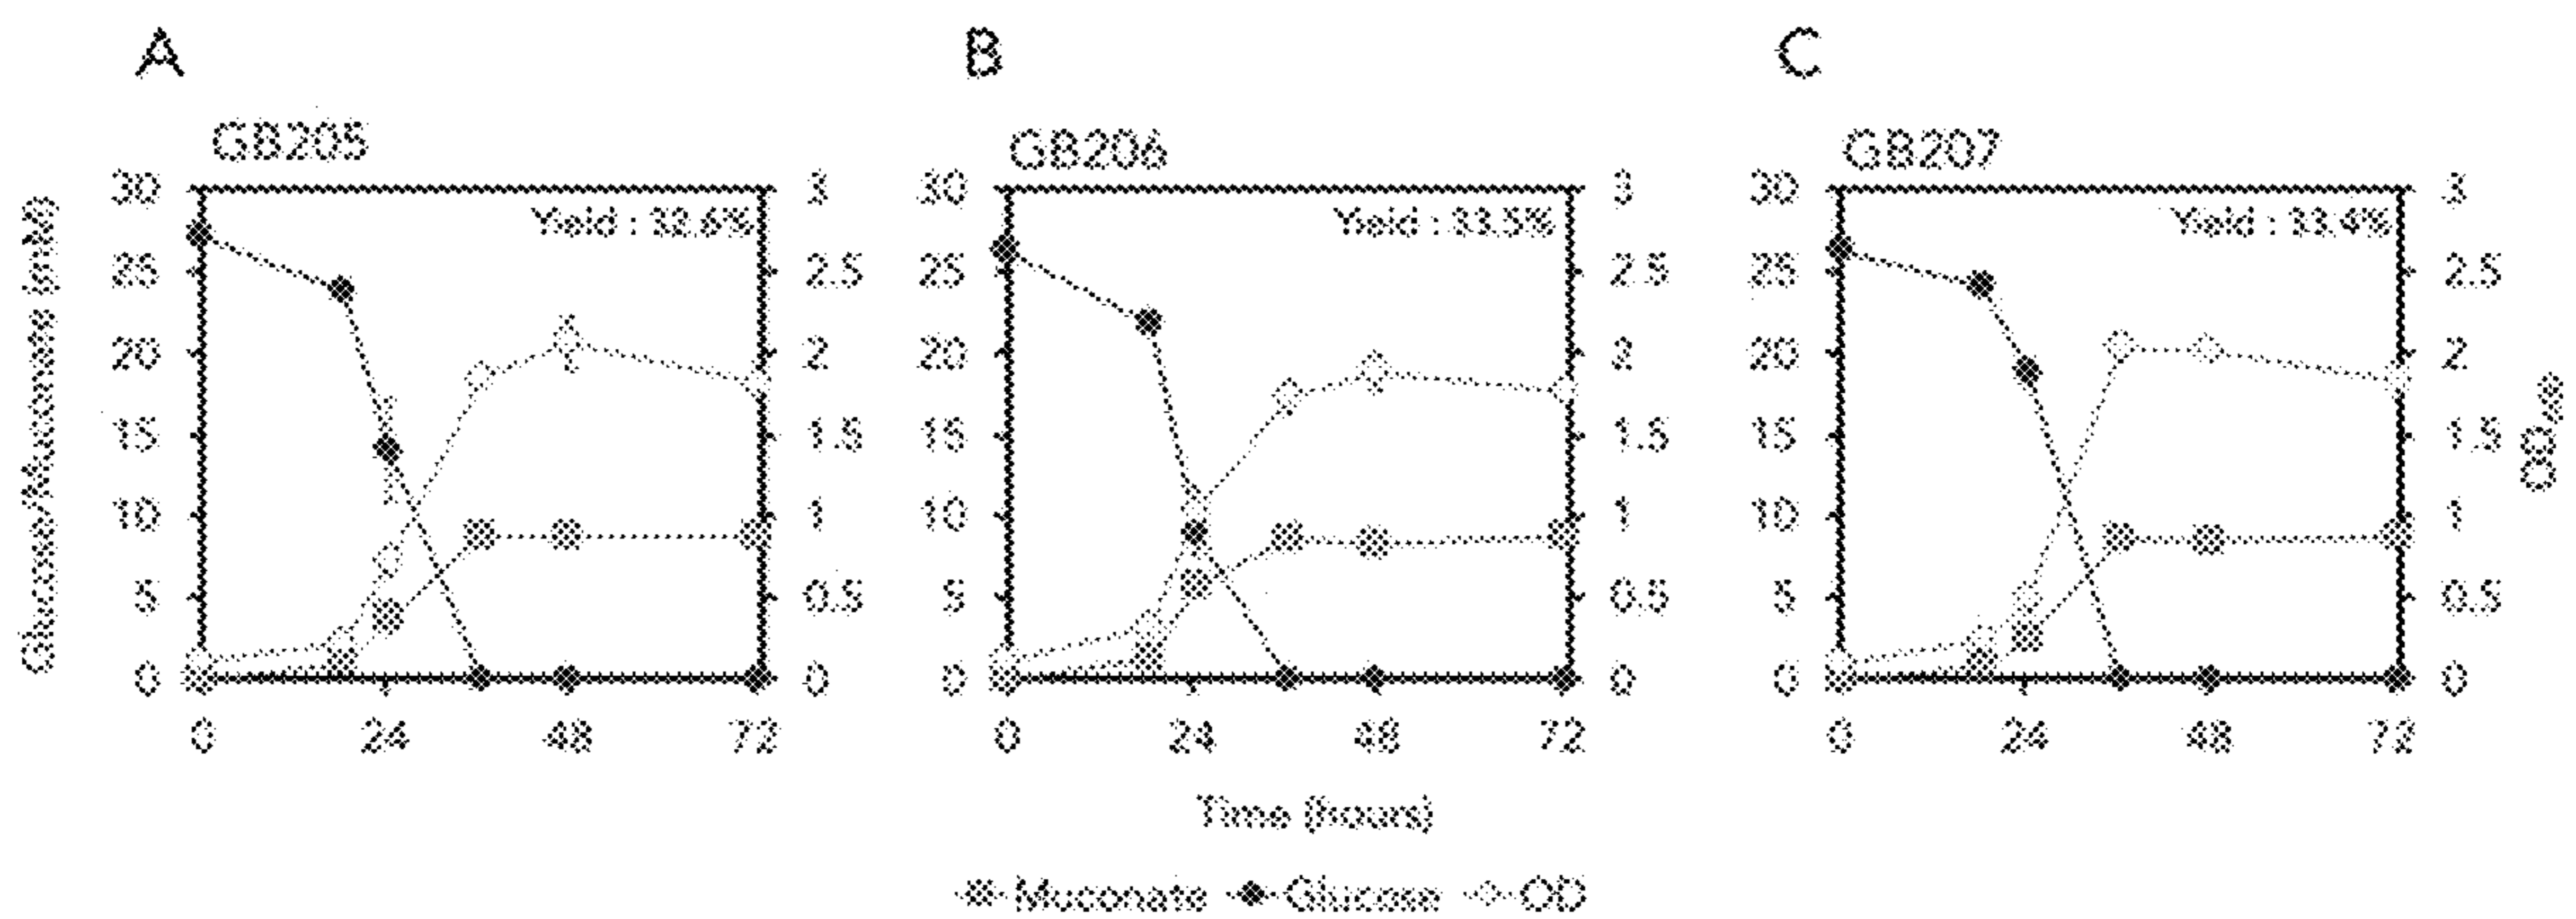 A B C
GB205 GB206 GB207
Yield : 32.6% Yield : 33.5% Yield : 33.4%
30 3 30 3 30 3
25 2.5 25 2.5 25 2.5
20 2 20 2 20 2
15 1.5 15 1.5 15 1.5
10 1 10 1 10 1
5 0.5 5 0.5 5 0.5
0 0 0 0 0 0
0 24 48 72 0 24 48 72 0 24 48 72
Glucose/Muconate (mM)
Time (hours)
Muconate Glucose OD